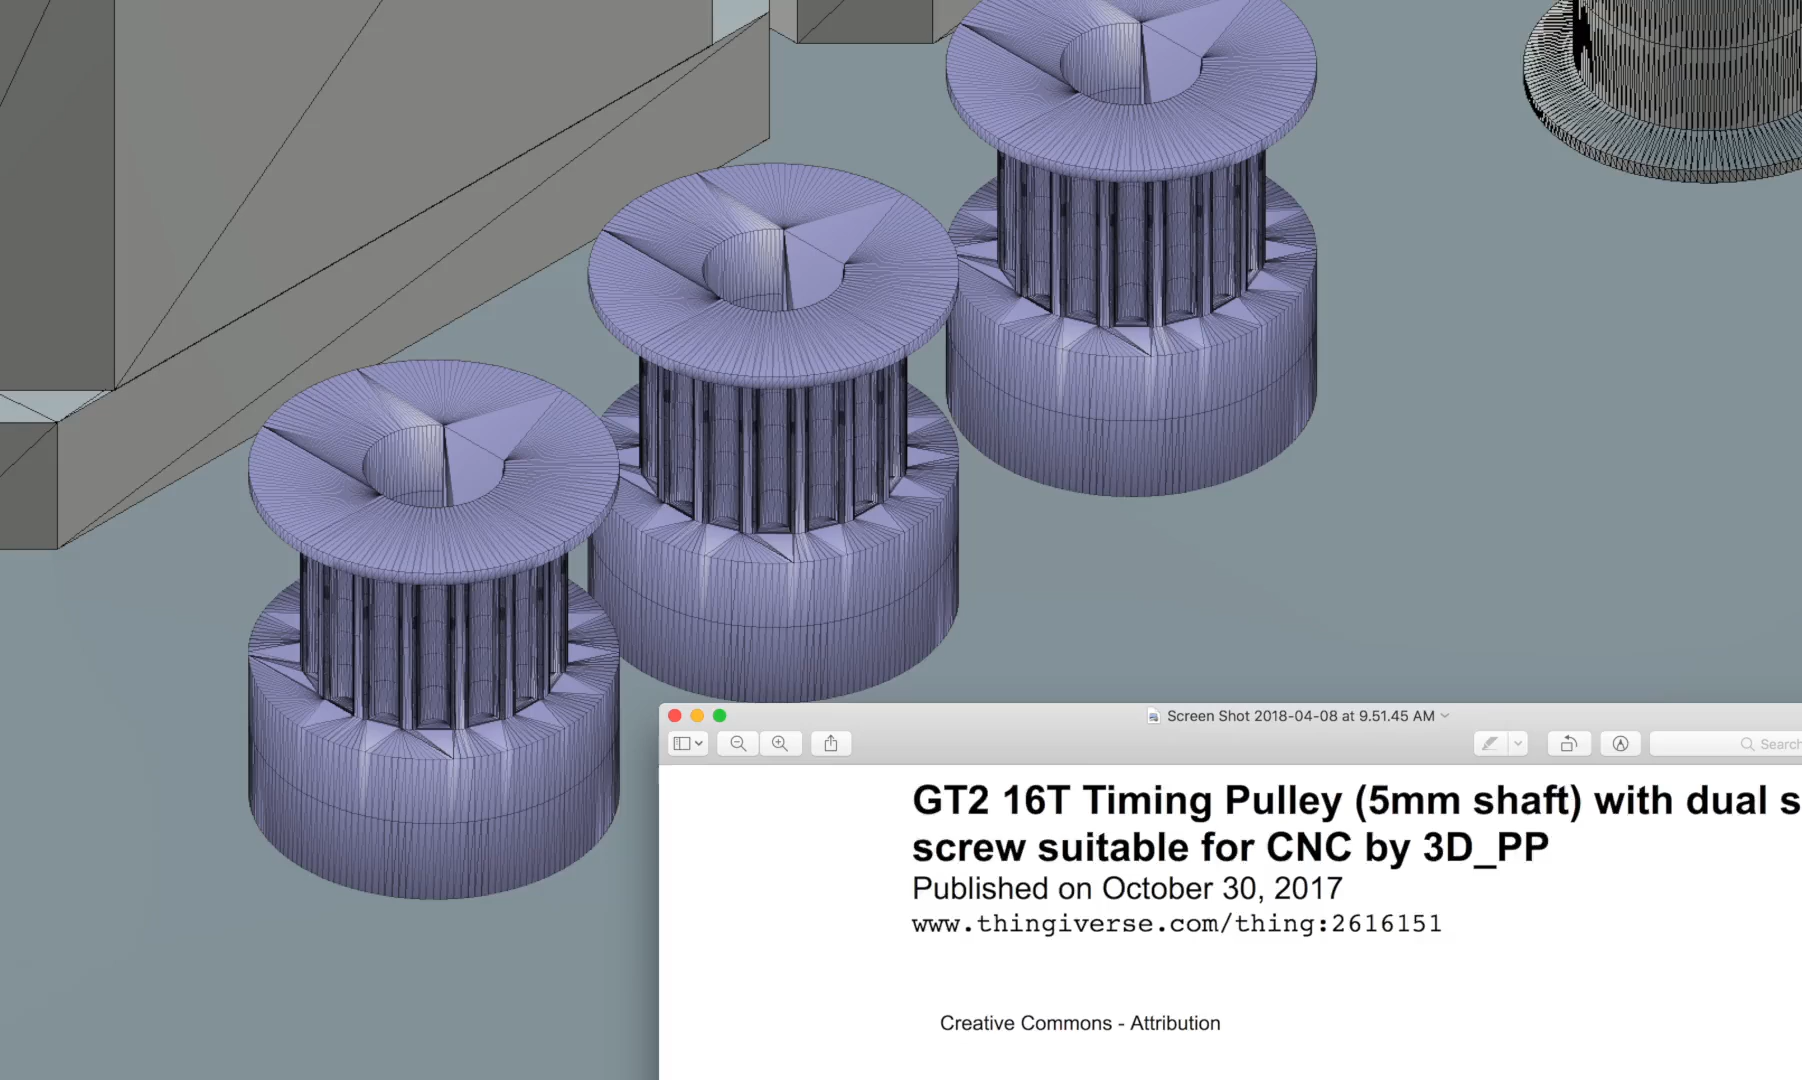 Screen Shot 2018-04-08 at 9.51.45 AM
Search
GT2 16T Timing Pulley (5mm shaft) with dual s
screw suitable for CNC by 3D_PP
Published on October 30, 2017
www.thingiverse.com/thing:2616151
Creative Commons - Attribution